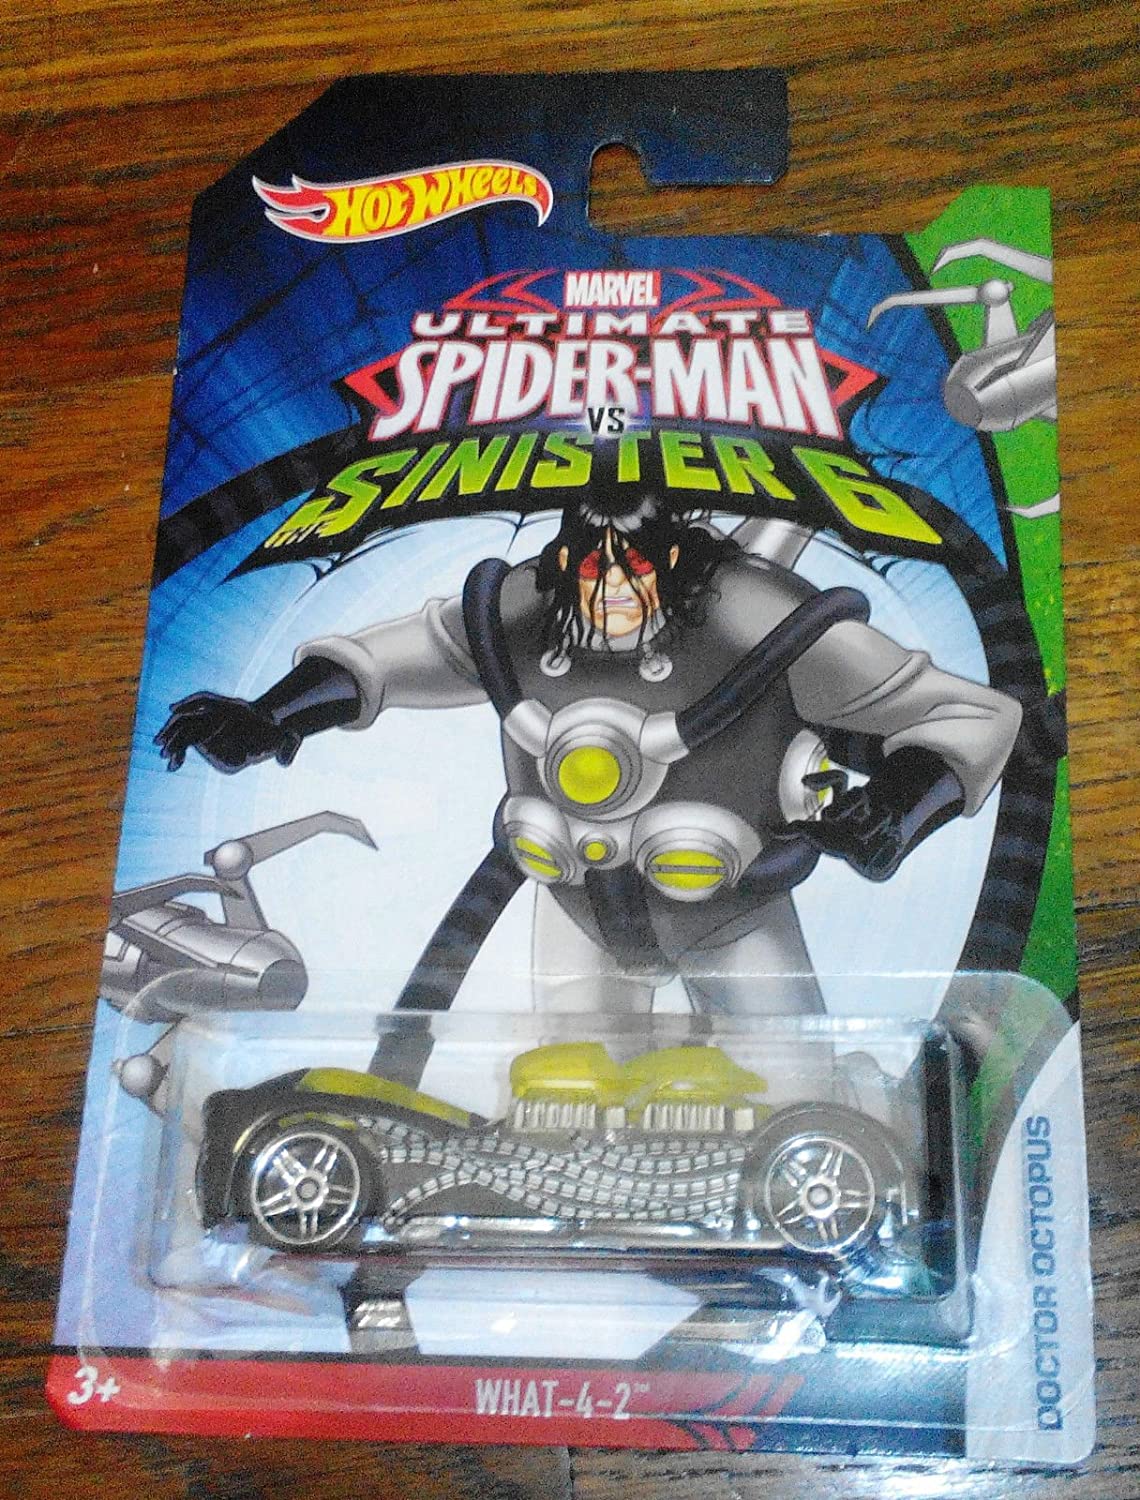 HOT WHEELS
MARVEL
ULTIMATE
SPIDER-MAN
VS
SINISTER 6
DOCTOR OCTOPUS
3+
WHAT-4-2™